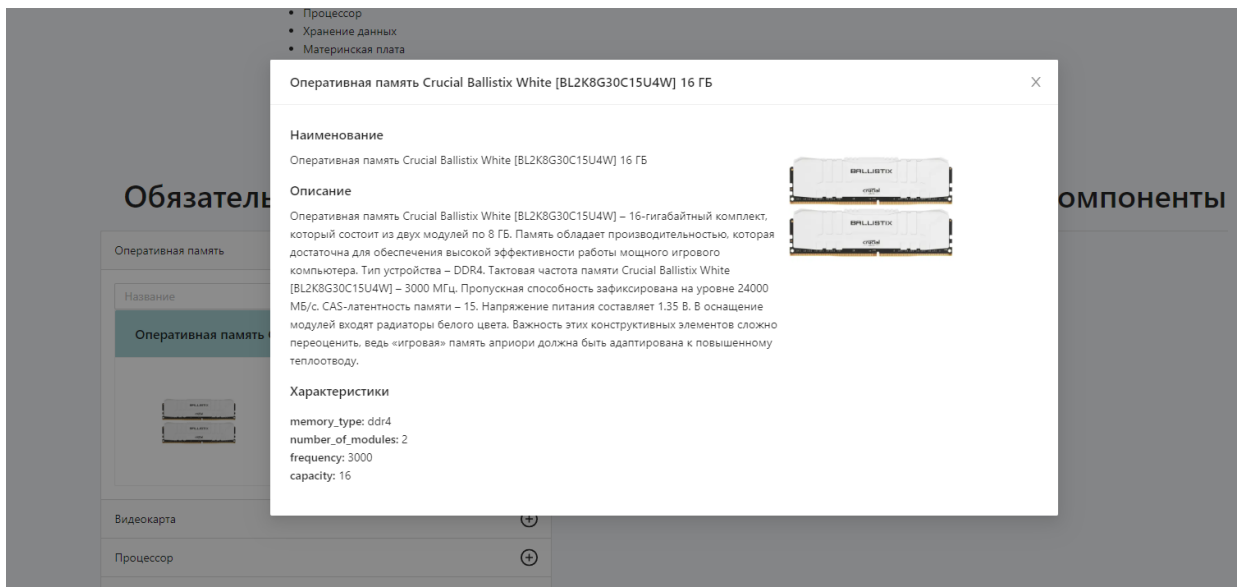 Процессор
Хранение данных
Материнская плата
Оперативная память Crucial Ballistix White [BL2K8G30C15U4W] 16 ГБ
X
Наименование
Оперативная память Crucial Ballistix White [BL2K8G30C15U4W] 16 ГБ
BALLISTIX
crucial
BALLISTIX
crucial
Описание
Оперативная память Crucial Ballistix White [BL2K8G30C15U4W] – 16-гигабайтный комплект,
который состоит из двух модулей по 8 ГБ. Память обладает производительностью, которая
достаточна для обеспечения высокой эффективности работы мощного игрового
компьютера. Тип устройства – DDR4. Тактовая частота памяти Crucial Ballistix White
[BL2K8G30C15U4W] – 3000 МГц. Пропускная способность зафиксирована на уровне 24000
МБ/с. CAS-латентность памяти – 15. Напряжение питания составляет 1.35 В. В оснащение
модулей входят радиаторы белого цвета. Важность этих конструктивных элементов сложно
переоценить, ведь «игровая» память априори должна быть адаптирована к повышенному
теплоотводу.
Характеристики
memory_type: ddr4
number_of_modules: 2
frequency: 3000
capacity: 16
Обязатель
омпоненты
Оперативная память
Название
Оперативная память
Видеокарта
Процессор